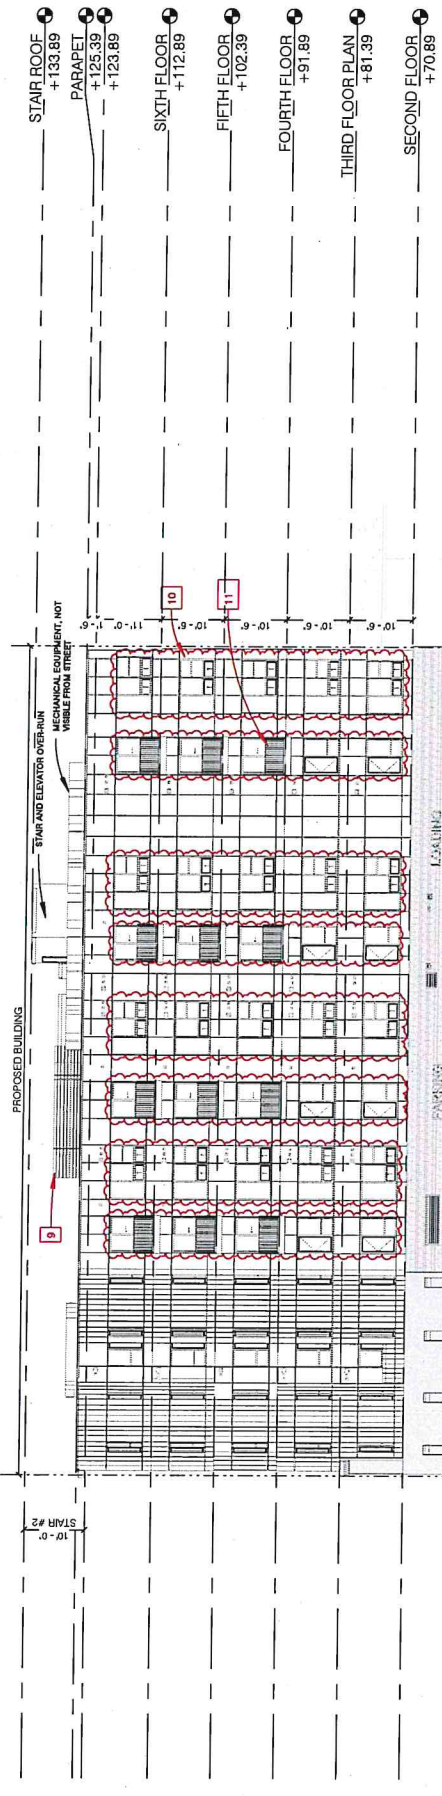 STAIR ROOF
+133.89
PARAPET
+125.39
+123.89
SIXTH FLOOR
+112.89
FIFTH FLOOR
+102.39
FOURTH FLOOR
+91.89
THIRD FLOOR PLAN
+81.39
SECOND FLOOR
+70.89
PROPOSED BUILDING
STAIR AND ELEVATOR OVER-RUN
MECHANICAL EQUIPMENT, NOT
VISIBLE FROM STREET
9
10
11
1'-6"
11'-0"
10'-6"
10'-6"
10'-6"
10'-6"
10'-0"
STAIR #2
LOADING
PARKING